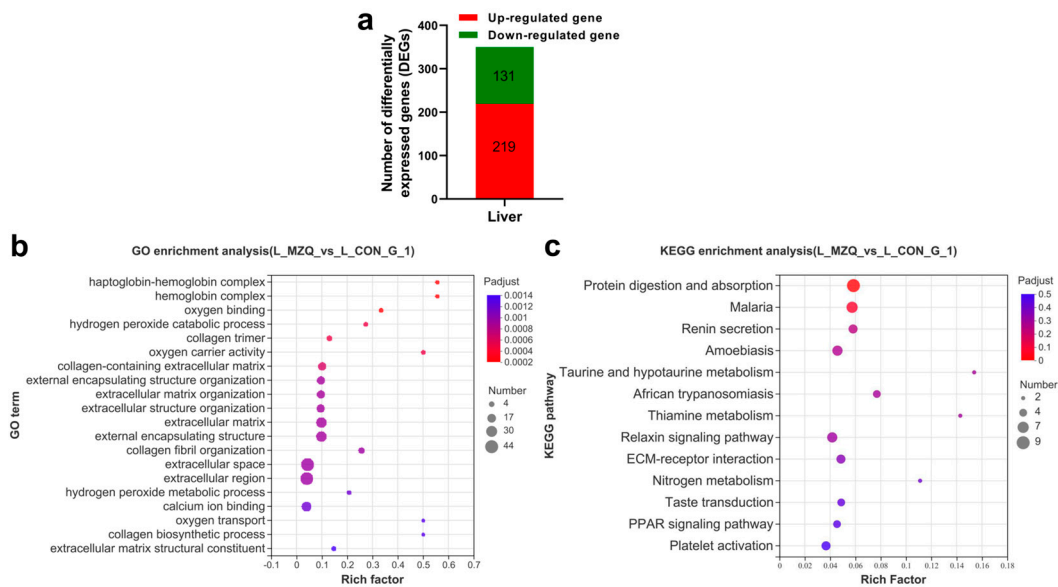 a
Up-regulated gene
Down-regulated gene
Number of differentially
expressed genes (DEGs)
400
300
200
100
0
131
219
Liver
b
GO enrichment analysis(L_MZQ_vs_L_CON_G_1)
GO term
haptoglobin-hemoglobin complex
hemoglobin complex
oxygen binding
hydrogen peroxide catabolic process
collagen trimer
oxygen carrier activity
collagen-containing extracellular matrix
external encapsulating structure organization
extracellular matrix organization
extracellular structure organization
extracellular matrix
external encapsulating structure
collagen fibril organization
extracellular space
extracellular region
hydrogen peroxide metabolic process
calcium ion binding
oxygen transport
collagen biosynthetic process
extracellular matrix structural constituent
-0.1 0 0.1 0.2 0.3 0.4 0.5 0.6 0.7
Rich factor
Padjust
0.0014
0.0012
0.0010
0.0008
0.0006
0.0004
0.0002
Number
4
17
30
44
c
KEGG enrichment analysis(L_MZQ_vs_L_CON_G_1)
KEGG pathway
Protein digestion and absorption
Malaria
Renin secretion
Amoebiasis
Taurine and hypotaurine metabolism
African trypanosomiasis
Thiamine metabolism
Relaxin signaling pathway
ECM-receptor interaction
Nitrogen metabolism
Taste transduction
PPAR signaling pathway
Platelet activation
0 0.02 0.04 0.06 0.08 0.1 0.12 0.14 0.16 0.18
Rich Factor
Padjust
0.5
0.4
0.3
0.2
0.1
0
Number
2
4
7
9